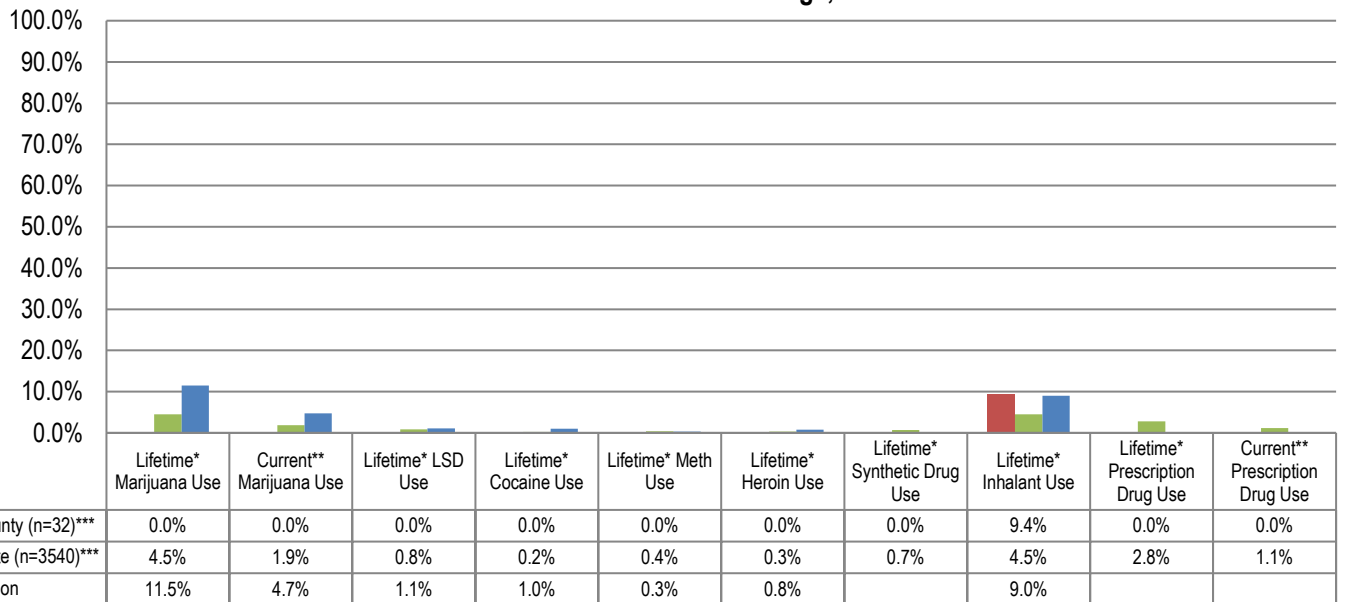 100.0%
90.0%
80.0%
70.0%
60.0%
50.0%
40.0%
30.0%
20.0%
10.0%
0.0%
Lifetime* Marijuana Use
Current** Marijuana Use
Lifetime* LSD Use
Lifetime* Cocaine Use
Lifetime* Meth Use
Lifetime* Heroin Use
Lifetime* Synthetic Drug Use
Lifetime* Inhalant Use
Lifetime* Prescription Drug Use
Current** Prescription Drug Use
(n=32)*** 0.0% 0.0% 0.0% 0.0% 0.0% 0.0% 0.0% 9.4% 0.0% 0.0%
(n=3540)*** 4.5% 1.9% 0.8% 0.2% 0.4% 0.3% 0.7% 4.5% 2.8% 1.1%
11.5% 4.7% 1.1% 1.0% 0.3% 0.8% 9.0%